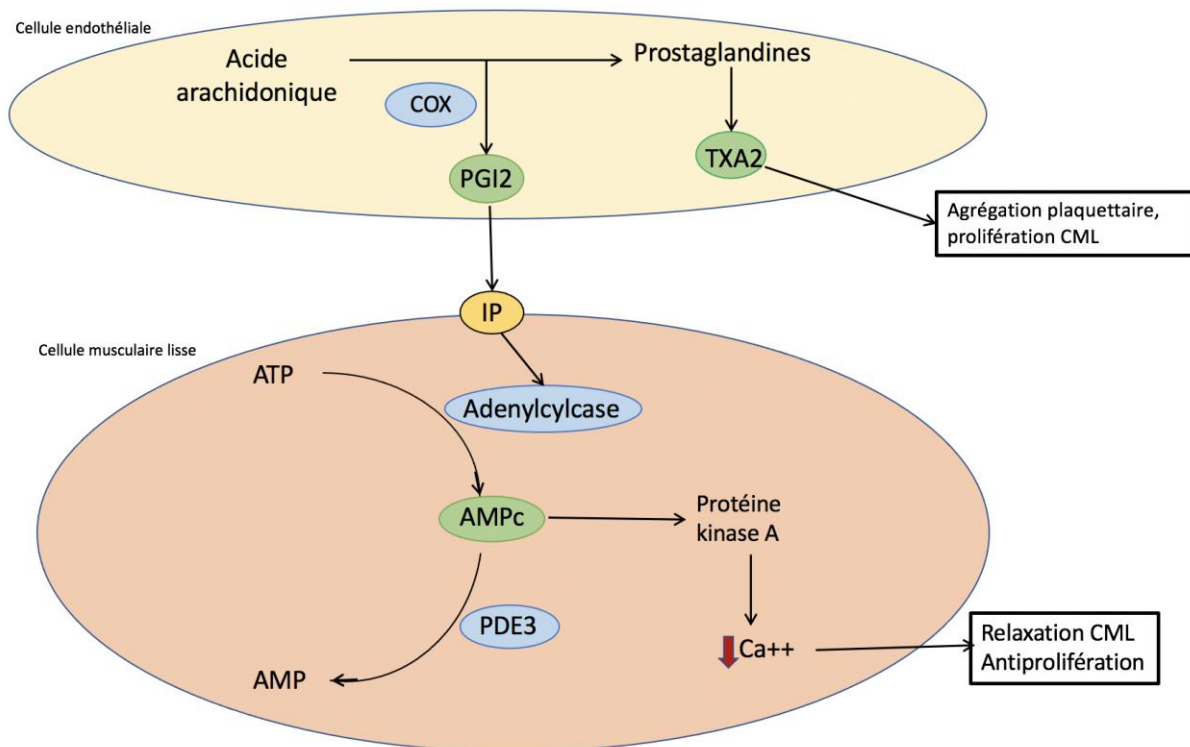 Cellule endothéliale
Acide
arachidonique
Prostaglandines
COX
PGI2
TXA2
Agrégation plaquettaire,
prolifération CML
IP
Cellule musculaire lisse
ATP
Adenylcylcase
AMPc
Protéine
kinase A
PDE3
Ca++
Relaxation CML
Antiprolifération
AMP